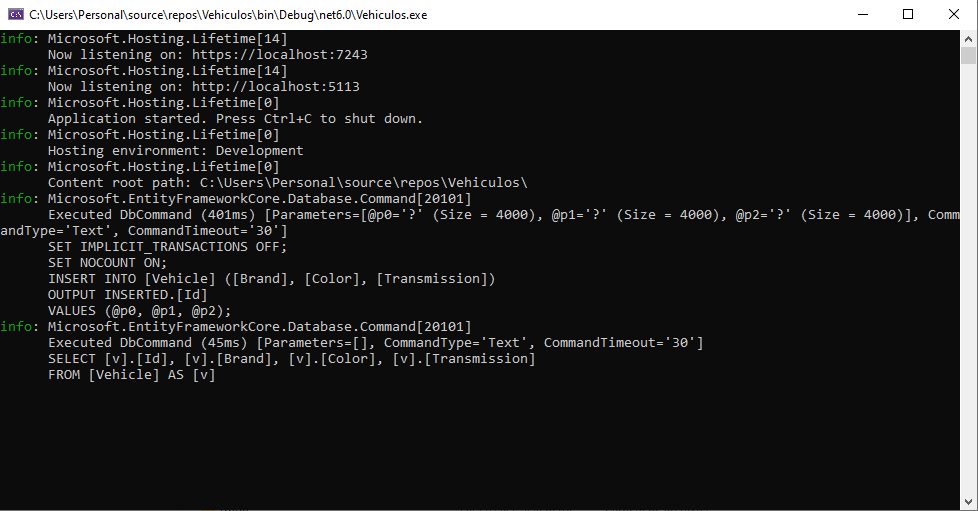 C:\Users\Personal\source\repos\Vehiculos\bin\Debug\net6.0\Vehiculos.exe
info: Microsoft.Hosting.Lifetime[14]
      Now listening on: https://localhost:7243
info: Microsoft.Hosting.Lifetime[14]
      Now listening on: http://localhost:5113
info: Microsoft.Hosting.Lifetime[0]
      Application started. Press Ctrl+C to shut down.
info: Microsoft.Hosting.Lifetime[0]
      Hosting environment: Development
info: Microsoft.Hosting.Lifetime[0]
      Content root path: C:\Users\Personal\source\repos\Vehiculos\
info: Microsoft.EntityFrameworkCore.Database.Command[20101]
      Executed DbCommand (401ms) [Parameters=[@p0='?' (Size = 4000), @p1='?' (Size = 4000), @p2='?' (Size = 4000)], Comm
andType='Text', CommandTimeout='30']
      SET IMPLICIT_TRANSACTIONS OFF;
      SET NOCOUNT ON;
      INSERT INTO [Vehicle] ([Brand], [Color], [Transmission])
      OUTPUT INSERTED.[Id]
      VALUES (@p0, @p1, @p2);
info: Microsoft.EntityFrameworkCore.Database.Command[20101]
      Executed DbCommand (45ms) [Parameters=[], CommandType='Text', CommandTimeout='30']
      SELECT [v].[Id], [v].[Brand], [v].[Color], [v].[Transmission]
      FROM [Vehicle] AS [v]